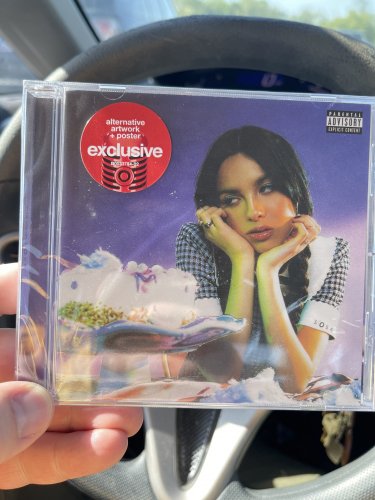 alternative
artwork
+ poster
exclusive
PARENTAL
ADVISORY
EXPLICIT CONTENT